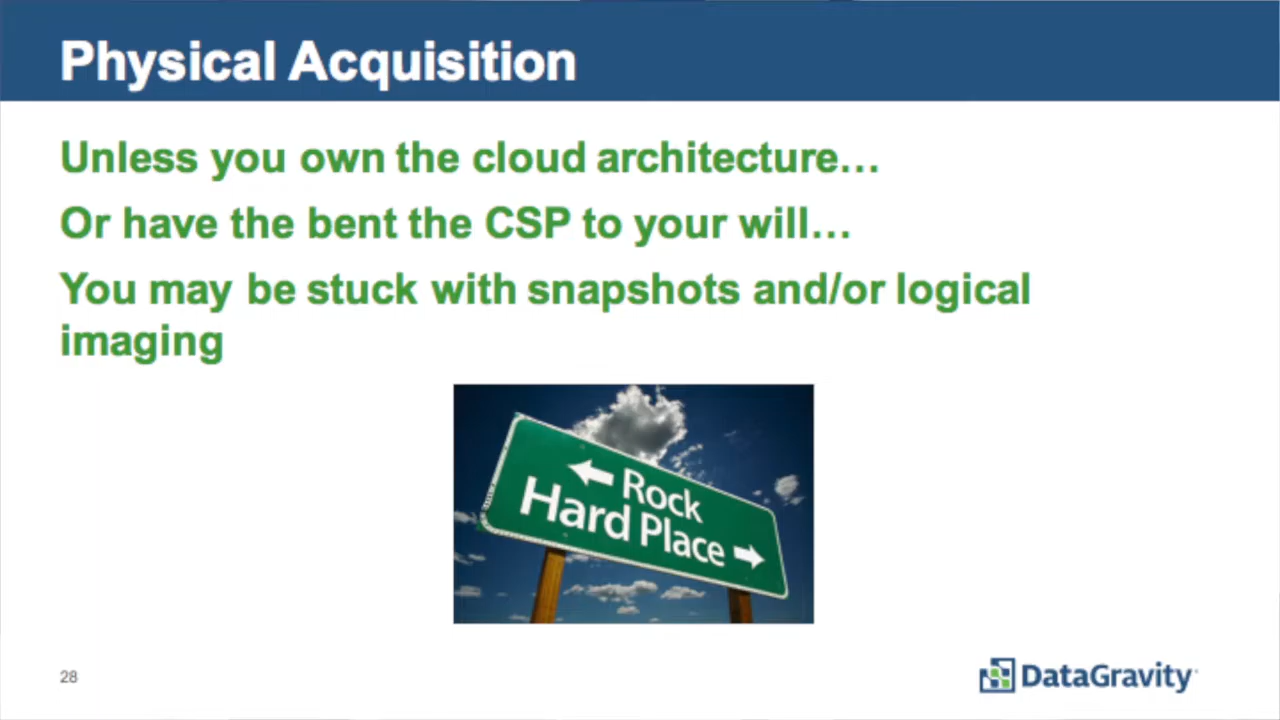 Physical Acquisition
Unless you own the cloud architecture…
Or have the bent the CSP to your will…
You may be stuck with snapshots and/or logical
imaging
Rock
Hard Place
28
DataGravity